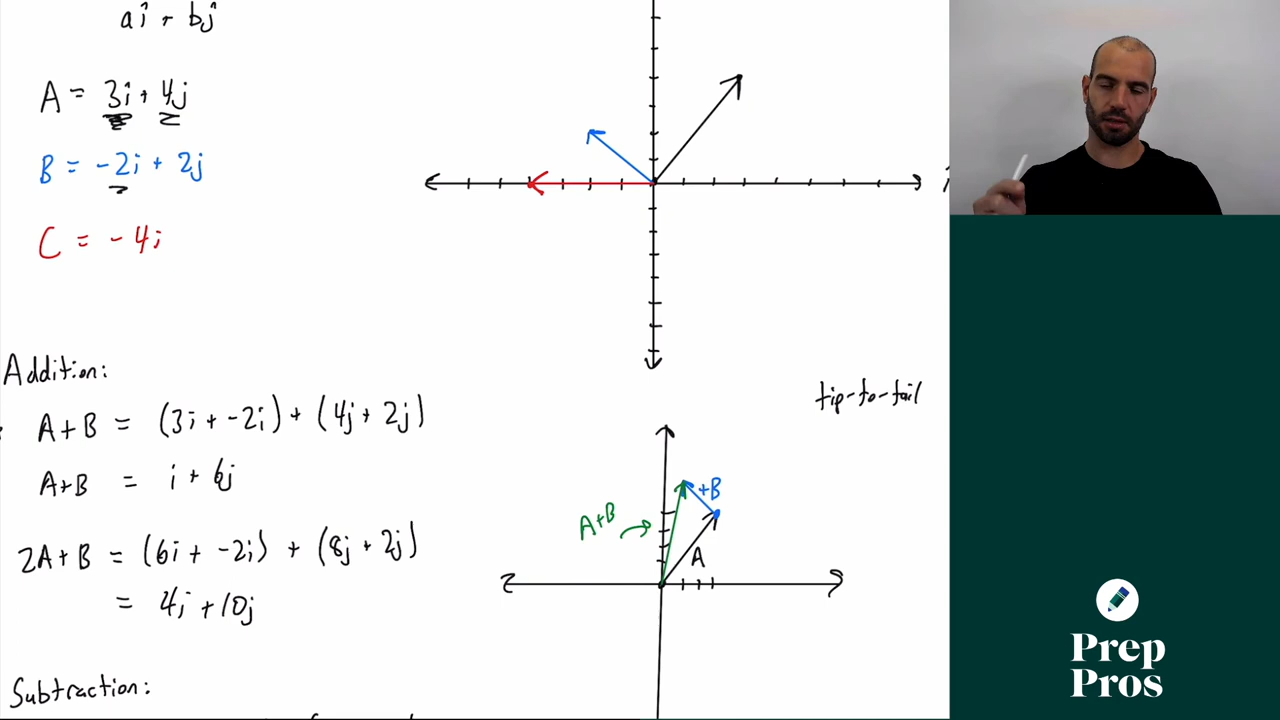 ai + bj
A = 3i + 4j
B = -2i + 2j
C = -4i
i
Addition:
A+B = (3i + -2i) + (4j + 2j)
A+B = i + 6j
2A+B = (6i + -2i) + (8j + 2j)
= 4i + 10j
tip-to-tail
+B
A+B
A
Subtraction:
Prep
Pros